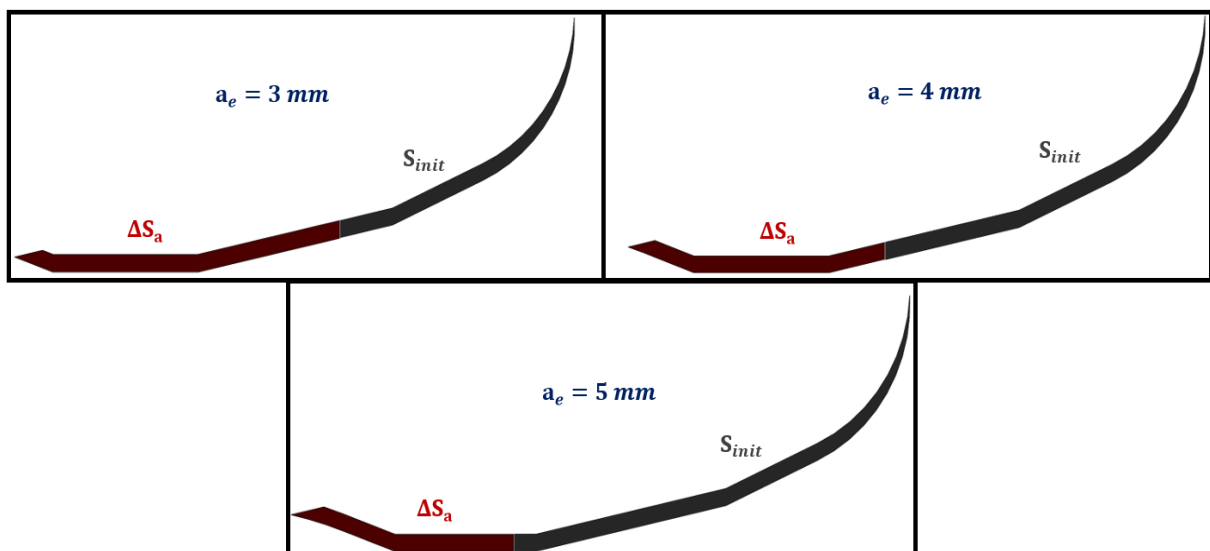 aₑ = 3 mm
S_init
ΔSₐ
aₑ = 4 mm
S_init
ΔSₐ
aₑ = 5 mm
S_init
ΔSₐ